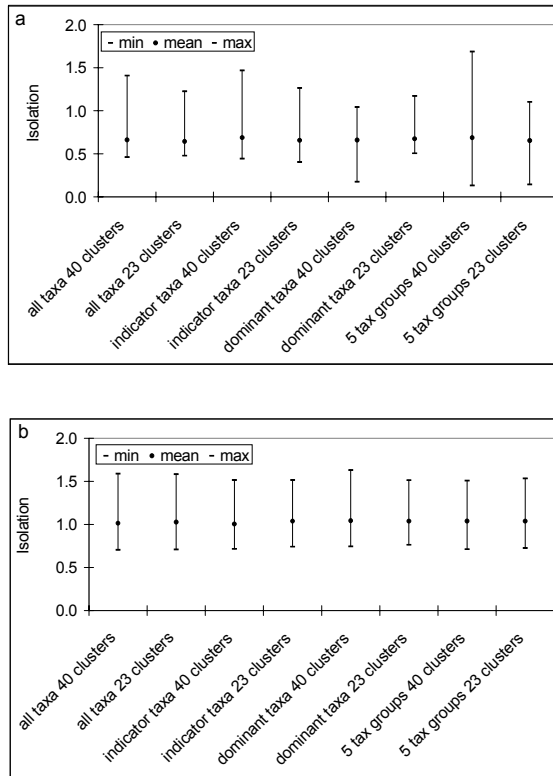 a
2.0
– min • mean – max
1.5
1.0
0.5
0.0
Isolation
all taxa 40 clusters
all taxa 23 clusters
indicator taxa 40 clusters
indicator taxa 23 clusters
dominant taxa 40 clusters
dominant taxa 23 clusters
5 tax groups 40 clusters
5 tax groups 23 clusters
b
2.0
– min • mean – max
1.5
1.0
0.5
0.0
Isolation
all taxa 40 clusters
all taxa 23 clusters
indicator taxa 40 clusters
indicator taxa 23 clusters
dominant taxa 40 clusters
dominant taxa 23 clusters
5 tax groups 40 clusters
5 tax groups 23 clusters